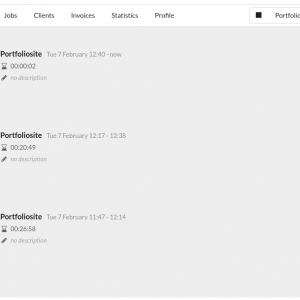 Jobs Clients Invoices Statistics Profile Portfolio
Portfoliosite Tue 7 February 12:40 - now
00:00:02
no description
Portfoliosite Tue 7 February 12:17 - 12:38
00:20:49
no description
Portfoliosite Tue 7 February 11:47 - 12:14
00:26:58
no description